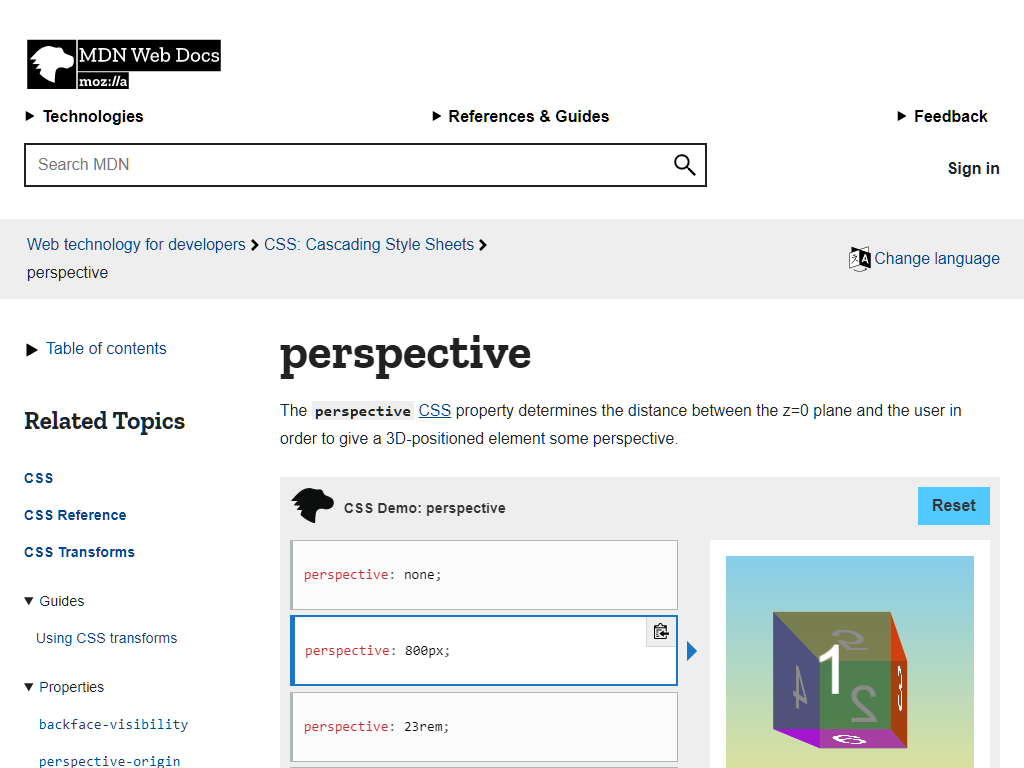 MDN Web Docs
moz://a
Technologies
References & Guides
Feedback
Search MDN
Sign in
Web technology for developers
CSS: Cascading Style Sheets
perspective
Change language
Table of contents
perspective
The perspective CSS property determines the distance between the z=0 plane and the user in
order to give a 3D-positioned element some perspective.
Related Topics
CSS
CSS Reference
CSS Transforms
Guides
Using CSS transforms
Properties
backface-visibility
perspective-origin
CSS Demo: perspective
Reset
perspective: none;
perspective: 800px;
perspective: 23rem;
5
1
4
2
3
6